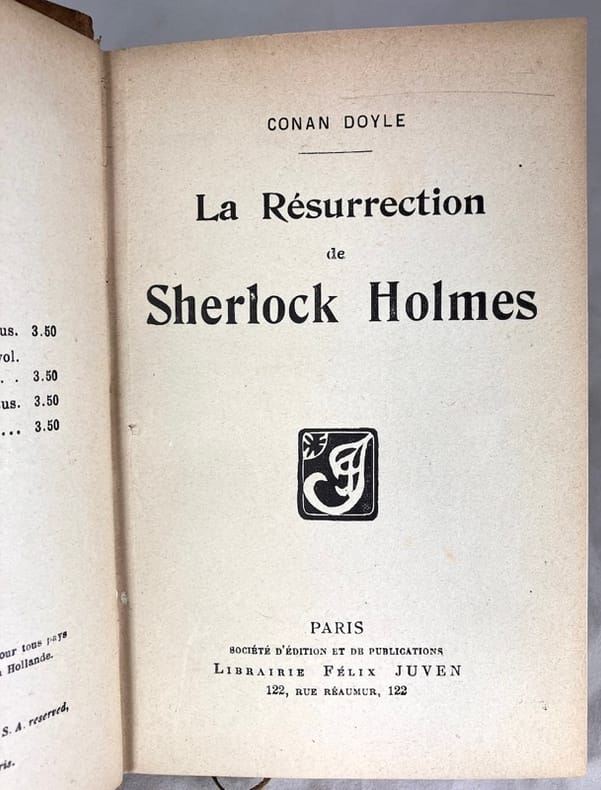 us. 3.50
vol.
. . 3.50
us. 3.50
... 3.50
our tous pays
Hollande.
S. A. reserved,
ris.
CONAN DOYLE
La Résurrection
de
Sherlock Holmes
PARIS
SOCIÉTÉ D'ÉDITION ET DE PUBLICATIONS
LIBRAIRIE FÉLIX JUVEN
122, RUE RÉAUMUR, 122